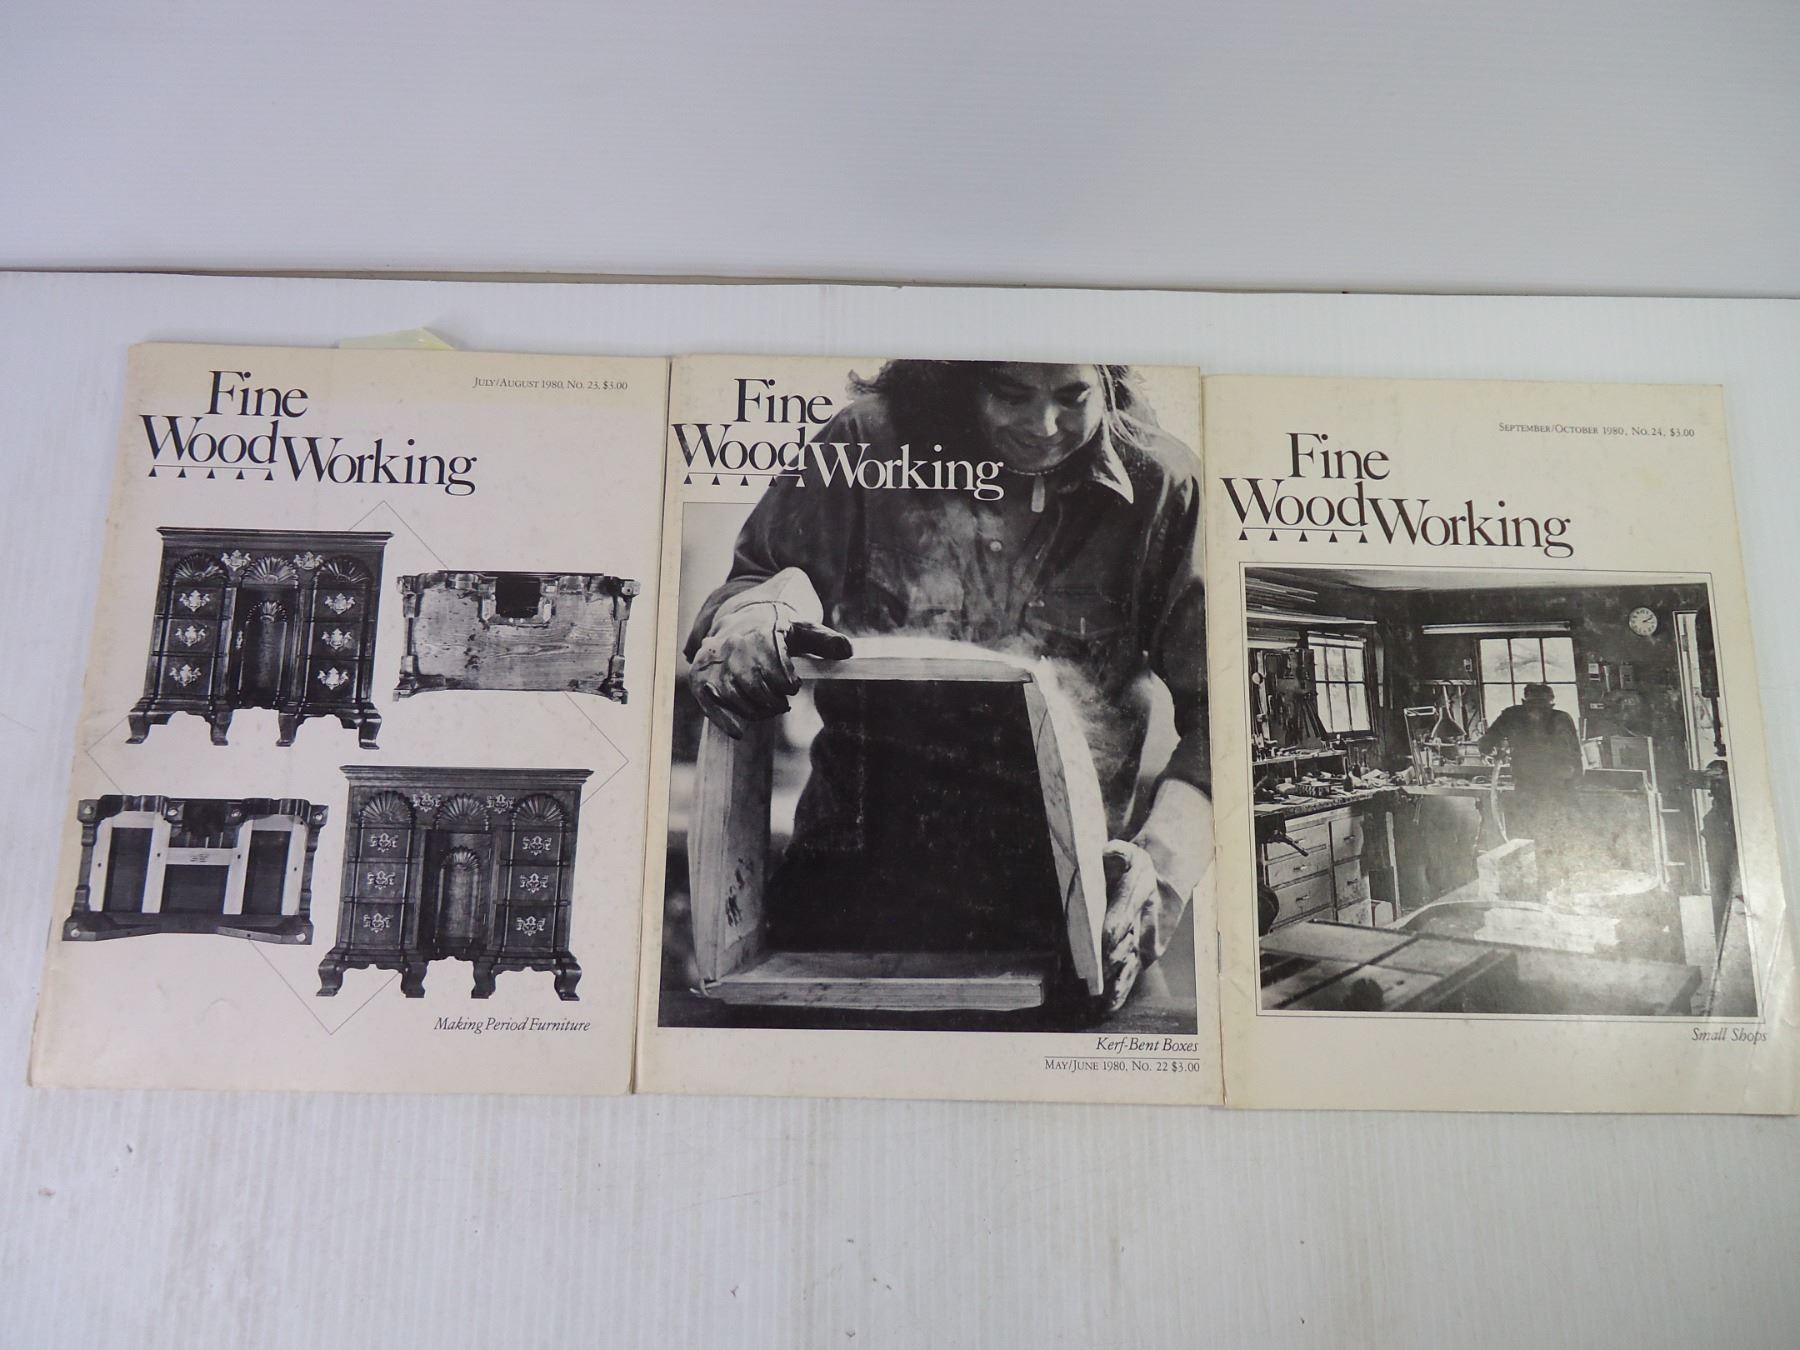 Fine
WoodWorking
July/August 1980, No. 23, $3.00
Making Period Furniture
Fine
WoodWorking
Kerf-Bent Boxes
May/June 1980, No. 22 $3.00
September/October 1980, No. 24, $3.00
Fine
WoodWorking
Small Shops